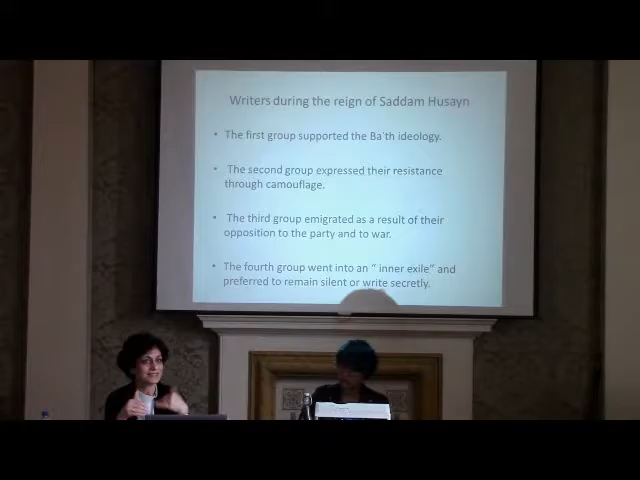 Writers during the reign of Saddam Husayn
• The first group supported the Ba`th ideology.
• The second group expressed their resistance
through camouflage.
• The third group emigrated as a result of their
opposition to the party and to war.
• The fourth group went into an “ inner exile” and
preferred to remain silent or write secretly.